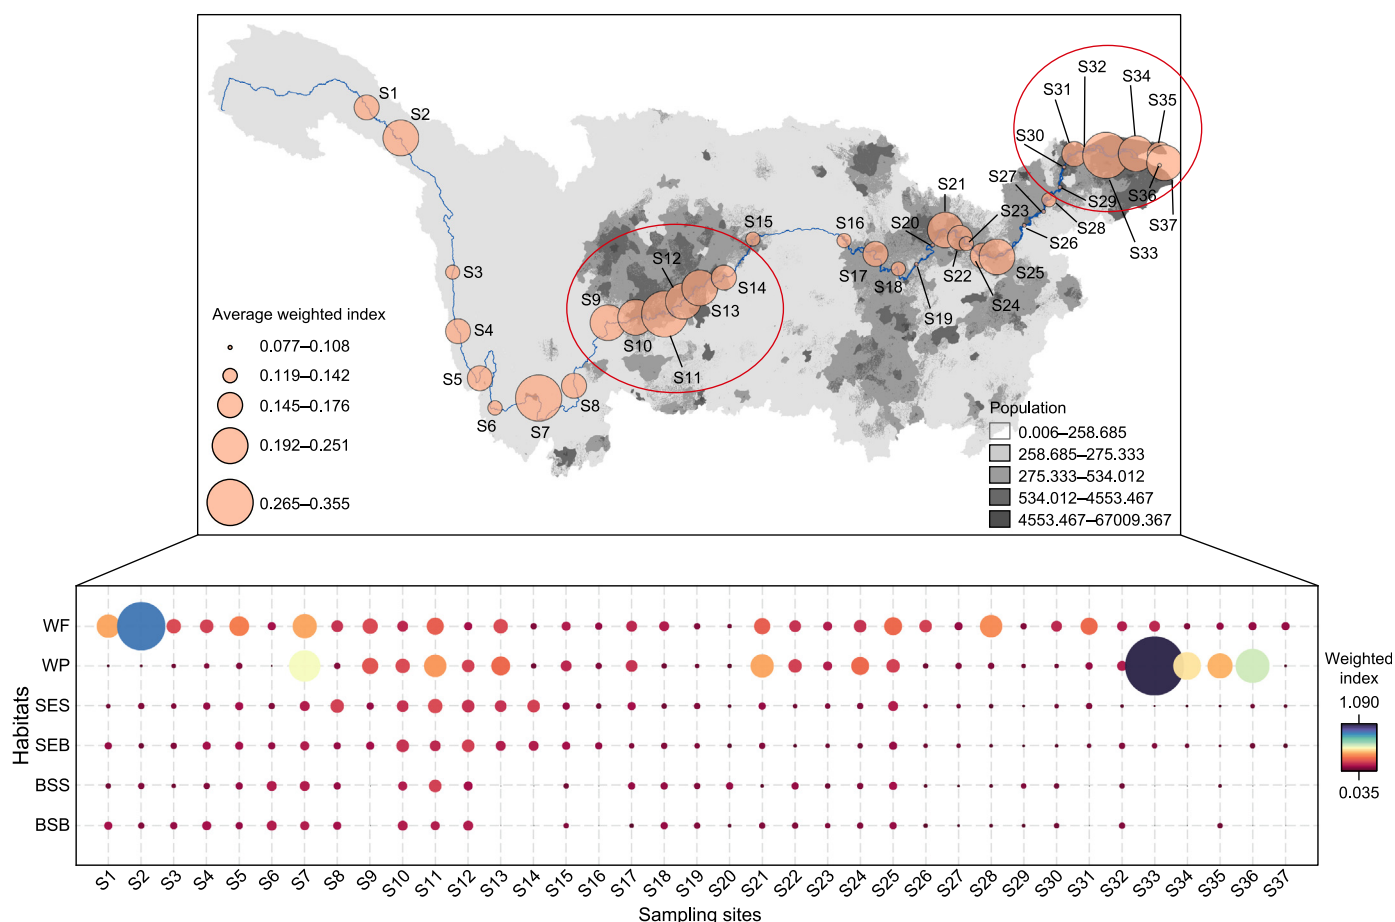 S1
S2
S3
S4
S5
S6
S7
S8
S9
S10
S11
S12
S13
S14
S15
S16
S17
S18
S19
S20
S21
S22
S23
S24
S25
S26
S27
S28
S29
S30
S31
S32
S33
S34
S35
S36
S37
Average weighted index
0.077–0.108
0.119–0.142
0.145–0.176
0.192–0.251
0.265–0.355
Population
0.006–258.685
258.685–275.333
275.333–534.012
534.012–4553.467
4553.467–67009.367
Habitats
WF
WP
SES
SEB
BSS
BSB
S1 S2 S3 S4 S5 S6 S7 S8 S9 S10 S11 S12 S13 S14 S15 S16 S17 S18 S19 S20 S21 S22 S23 S24 S25 S26 S27 S28 S29 S30 S31 S32 S33 S34 S35 S36 S37
Sampling sites
Weighted
index
1.090
0.035